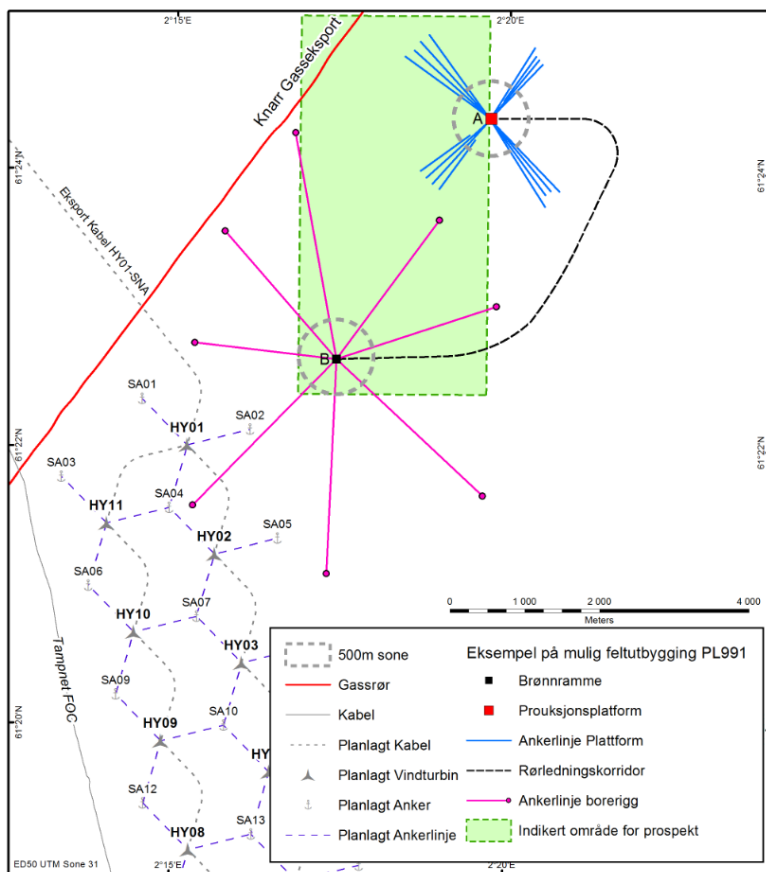 2°15'E
2°20'E
Knarr Gasseksport
A
61°24'N
61°24'N
Eksport Kabel HY01-SNA
B
SA01
HY01
SA02
61°22'N
61°22'N
SA03
SA04
HY11
SA05
HY02
SA06
SA07
HY10
HY03
Tampnet FOC
SA09
SA10
HY09
HY
SA12
SA13
HY08
0 1 000 2 000 4 000
Meters
500m sone
Gassrør
Kabel
Planlagt Kabel
Planlagt Vindturbin
Planlagt Anker
Planlagt Ankerlinje
Eksempel på mulig feltutbygging PL991
Brønnramme
Prouksjonsplatform
Ankerlinje Plattform
Rørledningskorridor
Ankerlinje borerigg
Indikert område for prospekt
61°20'N
ED50 UTM Sone 31
2°15'E
2°20'E